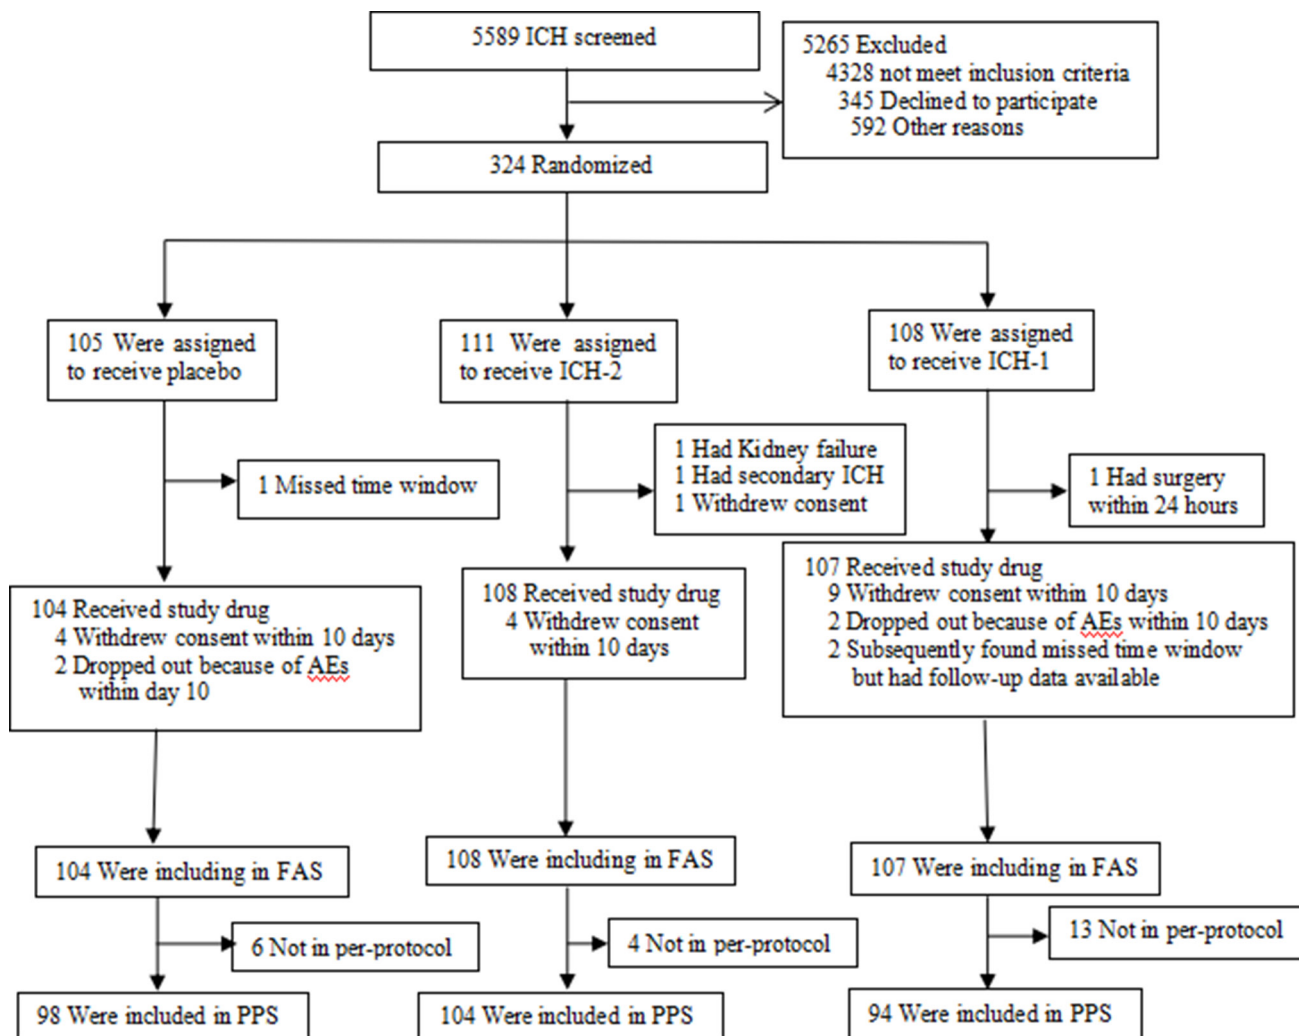 5589 ICH screened
5265 Excluded
4328 not meet inclusion criteria
345 Declined to participate
592 Other reasons
324 Randomized
105 Were assigned
to receive placebo
111 Were assigned
to receive ICH-2
108 Were assigned
to receive ICH-1
1 Missed time window
1 Had Kidney failure
1 Had secondary ICH
1 Withdrew consent
1 Had surgery
within 24 hours
104 Received study drug
4 Withdrew consent within 10 days
2 Dropped out because of AEs
within day 10
108 Received study drug
4 Withdrew consent
within 10 days
107 Received study drug
9 Withdrew consent within 10 days
2 Dropped out because of AEs within 10 days
2 Subsequently found missed time window
but had follow-up data available
104 Were including in FAS
108 Were including in FAS
107 Were including in FAS
6 Not in per-protocol
4 Not in per-protocol
13 Not in per-protocol
98 Were included in PPS
104 Were included in PPS
94 Were included in PPS